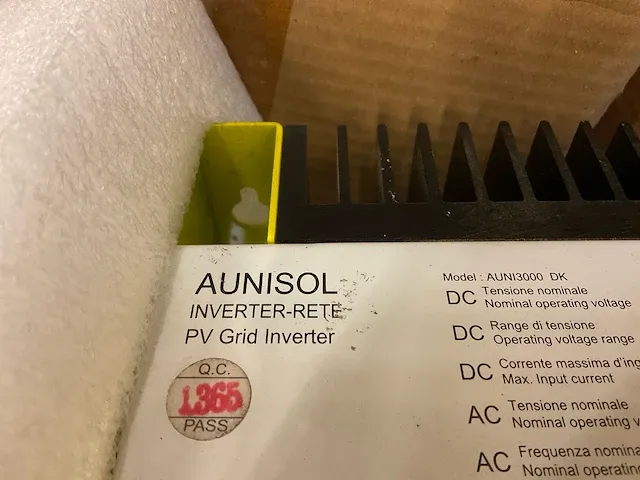 AUNISOL
INVERTER-RETE
PV Grid Inverter
Q.C.
1365
PASS
Model : AUNI3000 DK
DC Tensione nominale
Nominal operating voltage
DC Range di tensione
Operating voltage range
DC Corrente massima d'ing
Max. Input current
AC Tensione nominale
Nominal operating v
AC Frequenza nomina
Nominal operating